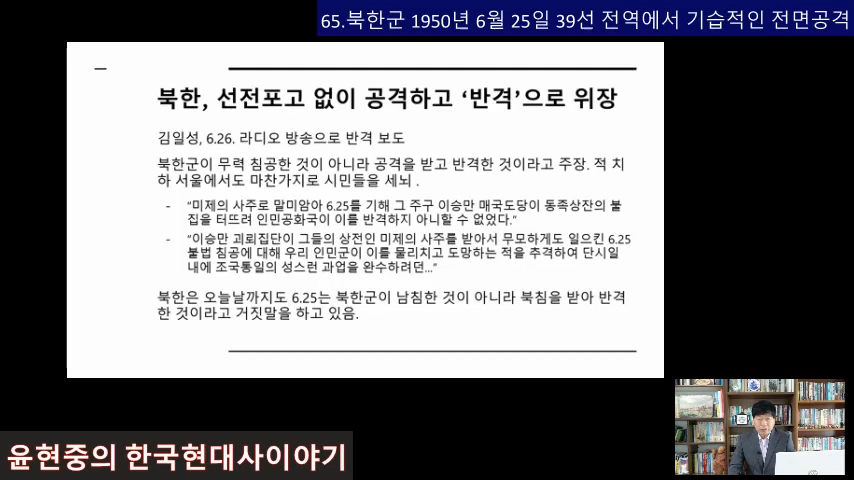 65.북한군 1950년 6월 25일 39선 전역에서 기습적인 전면공격
북한, 선전포고 없이 공격하고 ‘반격’으로 위장
김일성, 6.26. 라디오 방송으로 반격 보도
북한군이 무력 침공한 것이 아니라 공격을 받고 반격한 것이라고 주장. 적 치
하 서울에서도 마찬가지로 시민들을 세뇌 .
- “미제의 사주로 말미암아 6.25를 기해 그 주구 이승만 매국도당이 동족상잔의 불
집을 터뜨려 인민공화국이 이를 반격하지 아니할 수 없었다.”
- “이승만 괴뢰집단이 그들의 상전인 미제의 사주를 받아서 무모하게도 일으킨 6.25
불법 침공에 대해 우리 인민군이 이를 물리치고 도망하는 적을 추격하여 단시일
내에 조국통일의 성스런 과업을 완수하려던...”
북한은 오늘날까지도 6.25는 북한군이 남침한 것이 아니라 북침을 받아 반격
한 것이라고 거짓말을 하고 있음.
윤현중의 한국현대사이야기